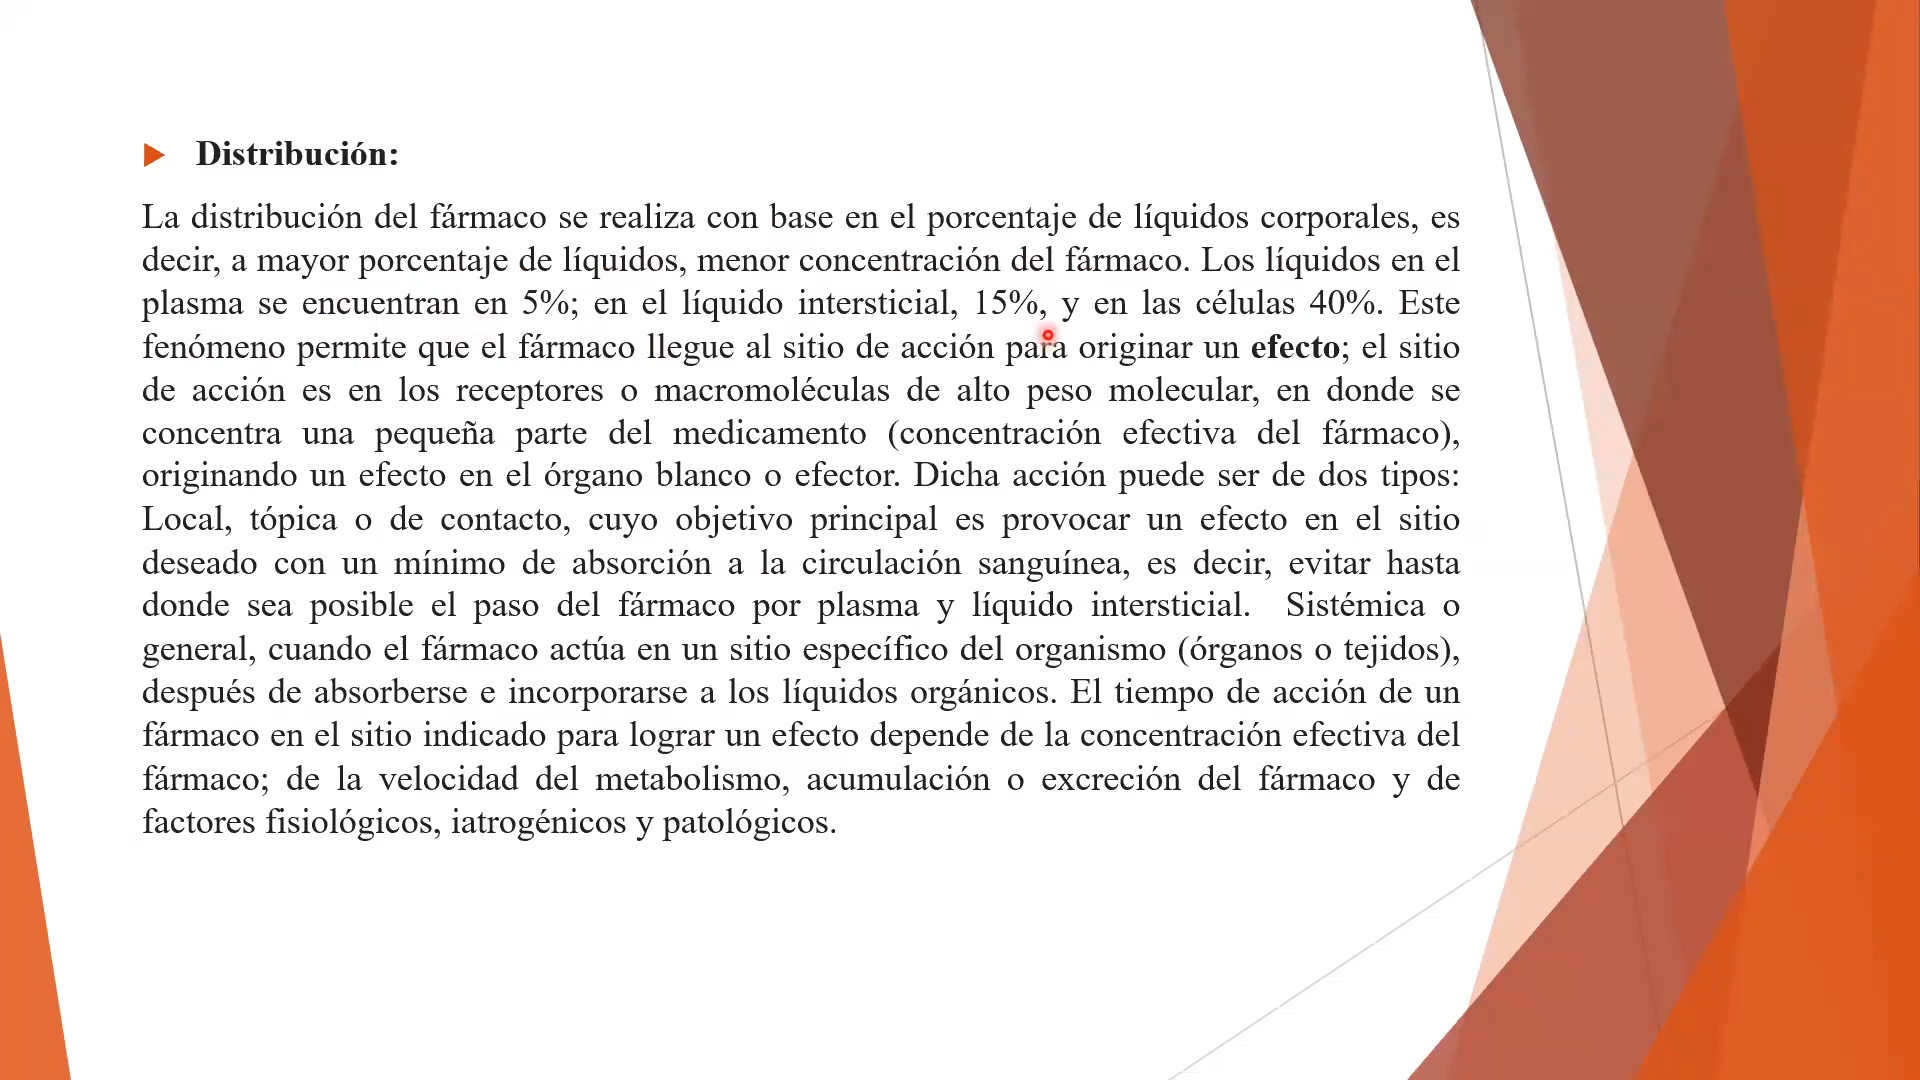 Distribución:
La distribución del fármaco se realiza con base en el porcentaje de líquidos corporales, es
decir, a mayor porcentaje de líquidos, menor concentración del fármaco. Los líquidos en el
plasma se encuentran en 5%; en el líquido intersticial, 15%, y en las células 40%. Este
fenómeno permite que el fármaco llegue al sitio de acción para originar un efecto; el sitio
de acción es en los receptores o macromoléculas de alto peso molecular, en donde se
concentra una pequeña parte del medicamento (concentración efectiva del fármaco),
originando un efecto en el órgano blanco o efector. Dicha acción puede ser de dos tipos:
Local, tópica o de contacto, cuyo objetivo principal es provocar un efecto en el sitio
deseado con un mínimo de absorción a la circulación sanguínea, es decir, evitar hasta
donde sea posible el paso del fármaco por plasma y líquido intersticial. Sistémica o
general, cuando el fármaco actúa en un sitio específico del organismo (órganos o tejidos),
después de absorberse e incorporarse a los líquidos orgánicos. El tiempo de acción de un
fármaco en el sitio indicado para lograr un efecto depende de la concentración efectiva del
fármaco; de la velocidad del metabolismo, acumulación o excreción del fármaco y de
factores fisiológicos, iatrogénicos y patológicos.